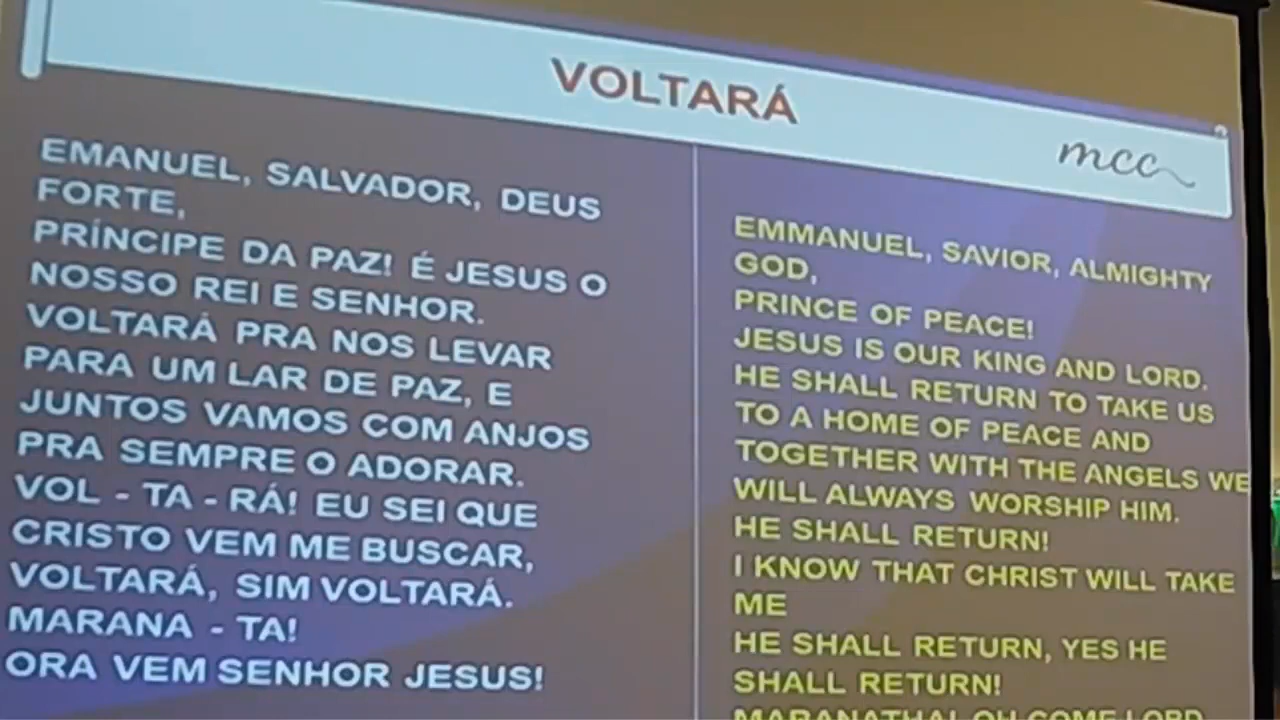 VOLTARÁ
mcc
EMANUEL, SALVADOR, DEUS
FORTE,
PRÍNCIPE DA PAZ! É JESUS O
NOSSO REI E SENHOR.
VOLTARÁ PRA NOS LEVAR
PARA UM LAR DE PAZ, E
JUNTOS VAMOS COM ANJOS
PRA SEMPRE O ADORAR.
VOL - TA - RÁ! EU SEI QUE
CRISTO VEM ME BUSCAR,
VOLTARÁ, SIM VOLTARÁ.
MARANA - TA!
ORA VEM SENHOR JESUS!
EMMANUEL, SAVIOR, ALMIGHTY
GOD,
PRINCE OF PEACE!
JESUS IS OUR KING AND LORD.
HE SHALL RETURN TO TAKE US
TO A HOME OF PEACE AND
TOGETHER WITH THE ANGELS WE
WILL ALWAYS WORSHIP HIM.
HE SHALL RETURN!
I KNOW THAT CHRIST WILL TAKE
ME
HE SHALL RETURN, YES HE
SHALL RETURN!
MARANATHA! OH COME LORD